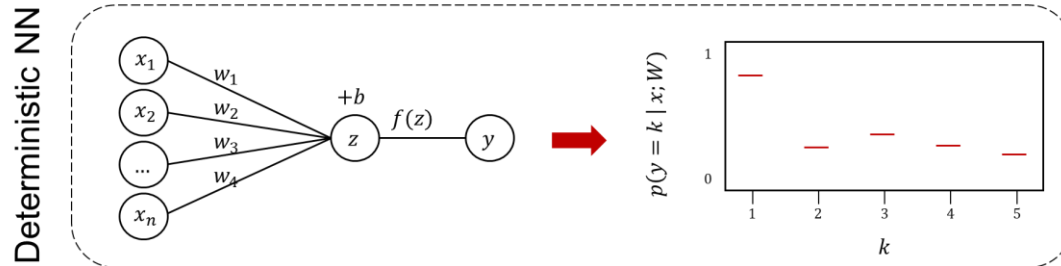 Deterministic NN
x₁
x₂
...
xₙ
w₁
w₂
w₃
w₄
+b
z
f(z)
y
p(y = k | x; W)
1
0
1 2 3 4 5
k